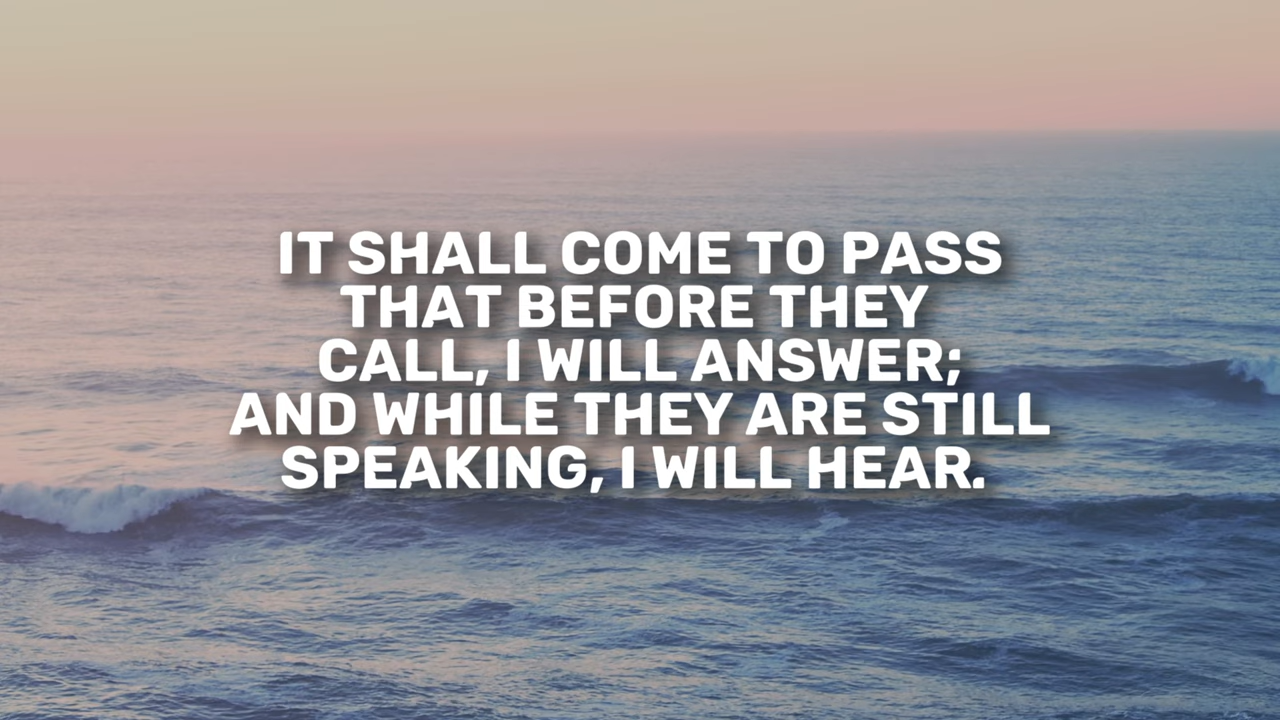 IT SHALL COME TO PASS
THAT BEFORE THEY
CALL, I WILL ANSWER;
AND WHILE THEY ARE STILL
SPEAKING, I WILL HEAR.